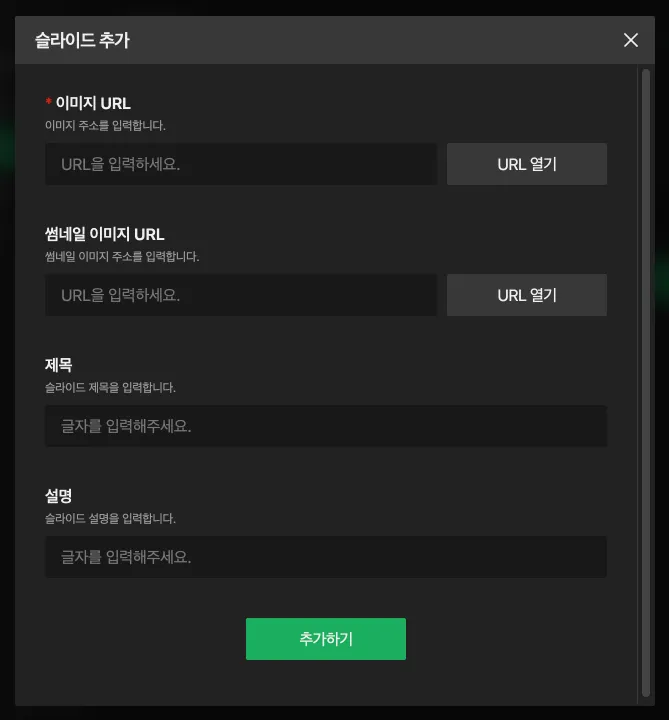 슬라이드 추가
* 이미지 URL
이미지 주소를 입력합니다.
URL을 입력하세요.
URL 열기
썸네일 이미지 URL
썸네일 이미지 주소를 입력합니다.
URL을 입력하세요.
URL 열기
제목
슬라이드 제목을 입력합니다.
글자를 입력해주세요.
설명
슬라이드 설명을 입력합니다.
글자를 입력해주세요.
추가하기